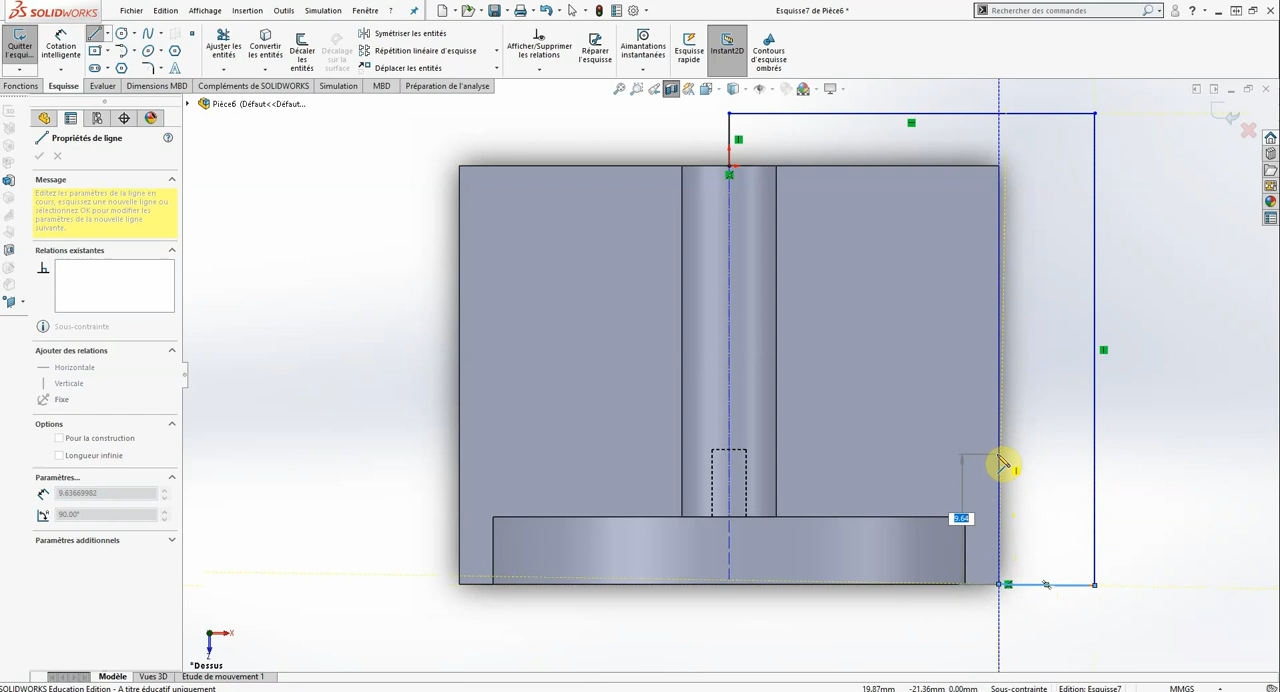 SOLIDWORKS
Fichier Edition Affichage Insertion Outils Simulation Fenêtre ?
Esquisse7 de Pièce6 *
Rechercher des commandes
?
Quitter l'esqui...
Cotation intelligente
Ajuster les entités
Convertir les entités
Décaler les entités
Décalage sur la surface
Symétriser les entités
Répétition linéaire d'esquisse
Déplacer les entités
Afficher/Supprimer les relations
Réparer l'esquisse
Aimantations instantanées
Esquisse rapide
Instant2D
Contours d'esquisse ombrés
Fonctions Esquisse Evaluer Dimensions MBD Compléments de SOLIDWORKS Simulation MBD Préparation de l'analyse
Pièce6 (Défaut<<Défaut...
Propriétés de ligne
Message
Editez les paramètres de la ligne en
cours, esquissez une nouvelle ligne ou
sélectionnez OK pour modifier les
paramètres de la nouvelle ligne
suivante.
Relations existantes
Sous-contrainte
Ajouter des relations
Horizontale
Verticale
Fixe
Options
Pour la construction
Longueur infinie
Paramètres...
9.63669982
90.00°
Paramètres additionnels
9.64
X
Z
*Dessus
Modèle Vues 3D Etude de mouvement 1
SOLIDWORKS Education Edition - A titre éducatif uniquement
19.87mm -21.36mm 0.00mm Sous-contrainte Edition: Esquisse7 MMGS